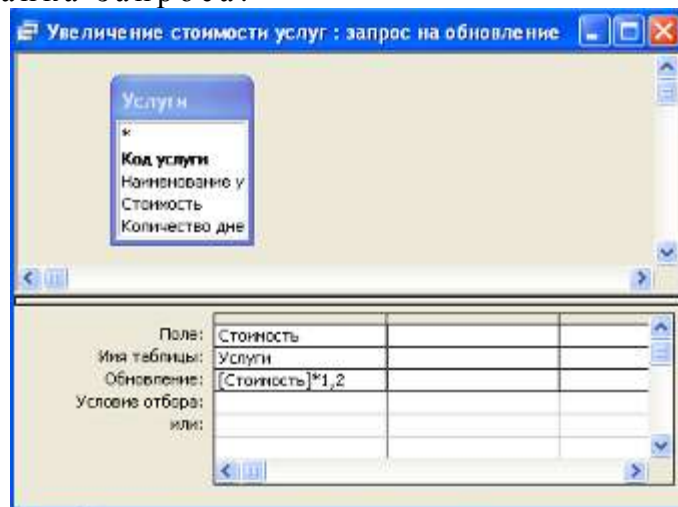 запроса.
Увеличение стоимости услуг : запрос на обновление
Услуги
*
Код услуги
Наименование у
Стоимость
Количество дне
Поле: Стоимость
Имя таблицы: Услуги
Обновление: [Стоимость]*1,2
Условие отбора:
или: